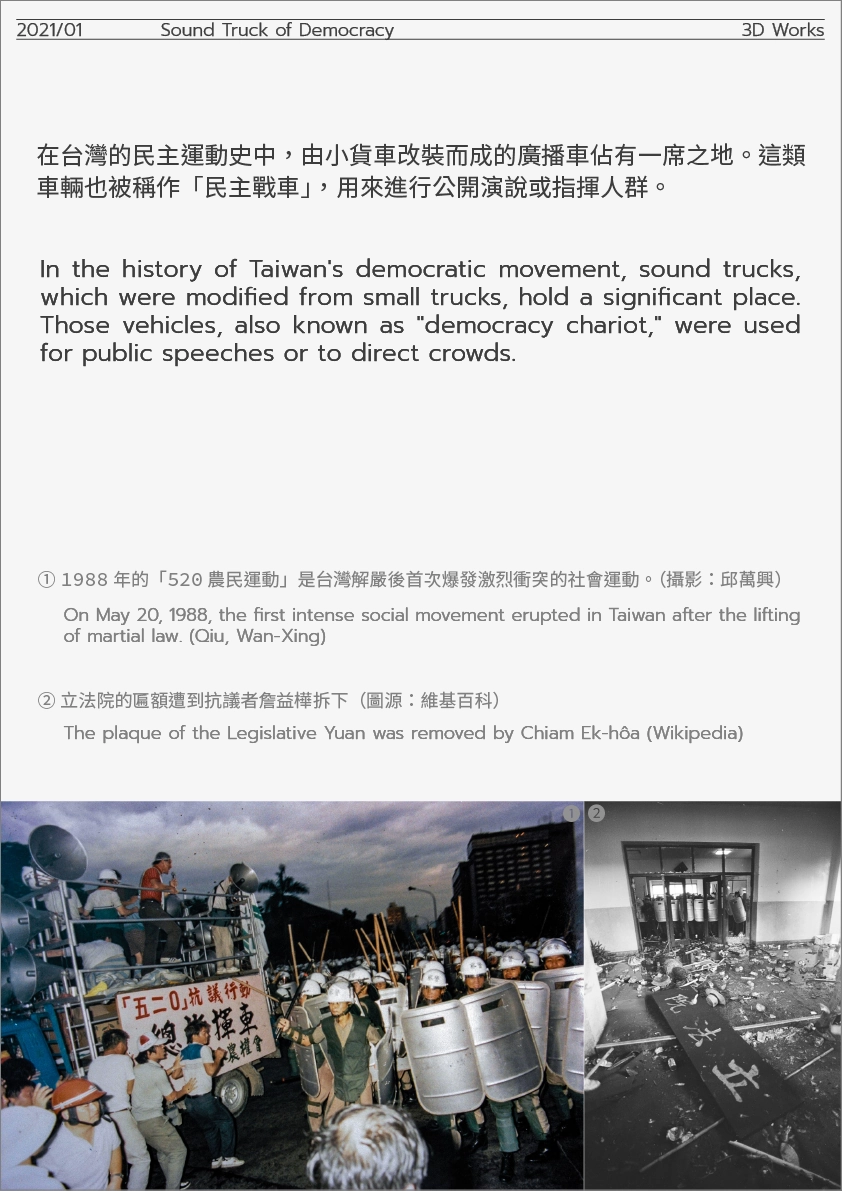 2021/01 Sound Truck of Democracy 3D Works
在台灣的民主運動史中，由小貨車改裝而成的廣播車佔有一席之地。這類
車輛也被稱作「民主戰車」，用來進行公開演說或指揮人群。
In the history of Taiwan's democratic movement, sound trucks,
which were modified from small trucks, hold a significant place.
Those vehicles, also known as "democracy chariot," were used
for public speeches or to direct crowds.
① 1988 年的「520 農民運動」是台灣解嚴後首次爆發激烈衝突的社會運動。（攝影：邱萬興）
On May 20, 1988, the first intense social movement erupted in Taiwan after the lifting
of martial law. (Qiu, Wan-Xing)
② 立法院的匾額遭到抗議者詹益樺拆下（圖源：維基百科）
The plaque of the Legislative Yuan was removed by Chiam Ek-hôa (Wikipedia)
1 2
「五二0」抗議行動
總指揮車
農權會
立法院